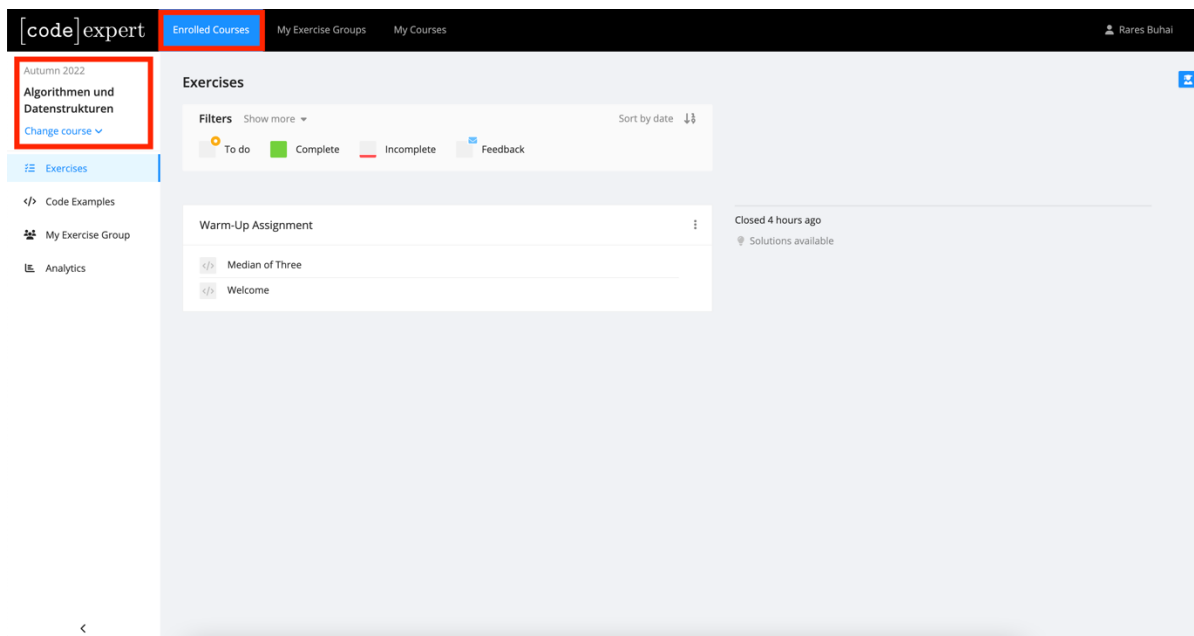 [code]expert
Enrolled Courses
My Exercise Groups
My Courses
Rares Buhai
Autumn 2022
Algorithmen und
Datenstrukturen
Change course
Exercises
Code Examples
My Exercise Group
Analytics
Exercises
Filters Show more
Sort by date
To do
Complete
Incomplete
Feedback
Warm-Up Assignment
</> Median of Three
</> Welcome
Closed 4 hours ago
Solutions available